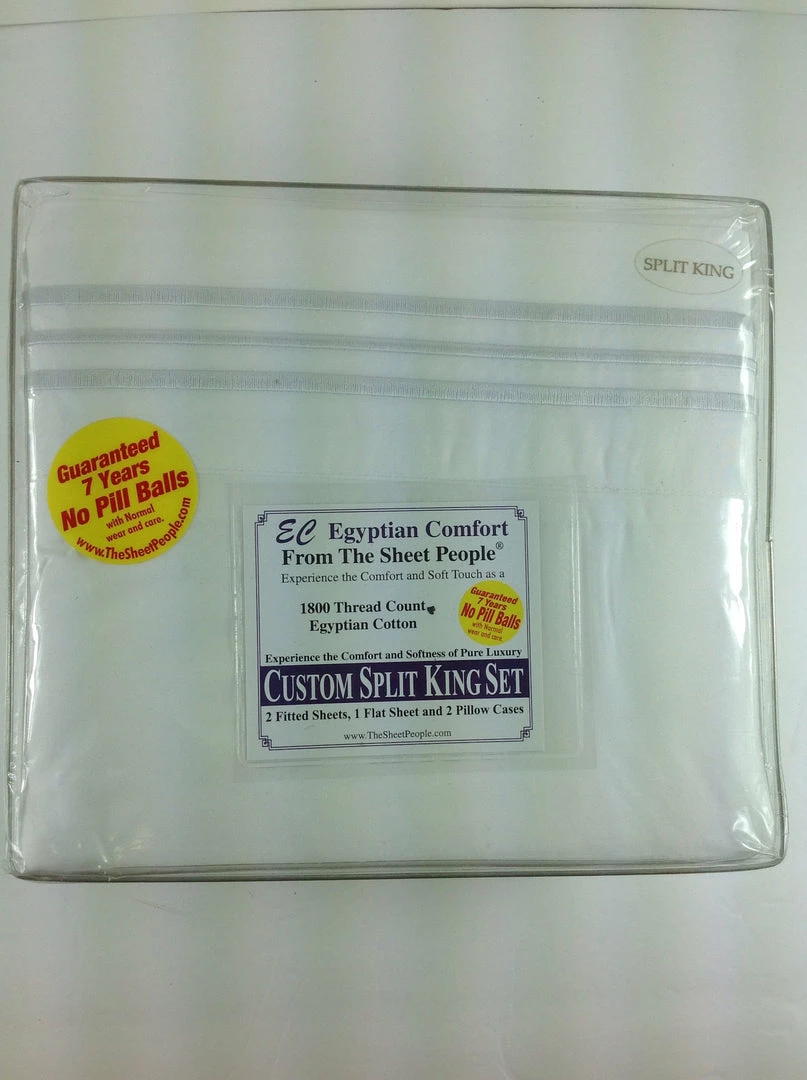 SPLIT KING
Guaranteed
7 Years
No Pill Balls
with Normal
wear and care.
www.TheSheetPeople.com
EC Egyptian Comfort
From The Sheet People®
Experience the Comfort and Soft Touch as a
1800 Thread Count
Egyptian Cotton
Guaranteed
7 Years
No Pill Balls
with Normal
wear and care.
Experience the Comfort and Softness of Pure Luxury
CUSTOM SPLIT KING SET
2 Fitted Sheets, 1 Flat Sheet and 2 Pillow Cases
www.TheSheetPeople.com